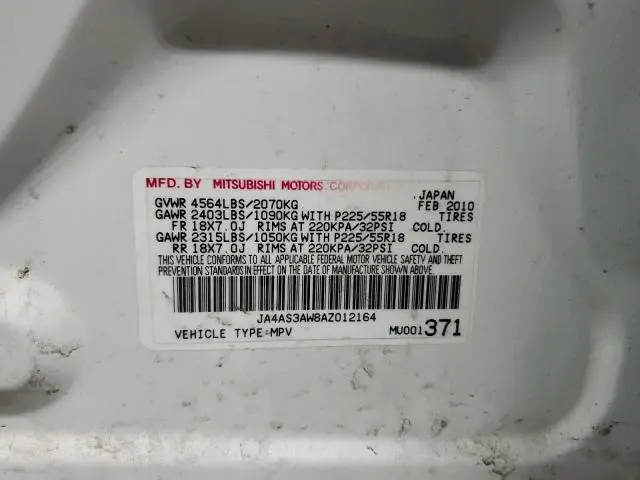 MFD. BY MITSUBISHI MOTORS CORPORATION JAPAN
GVWR 4564LBS/2070KG FEB 2010
GAWR 2403LBS/1090KG WITH P225/55R18 TIRES
FR 18X7.0J RIMS AT 220KPA/32PSI COLD.
GAWR 2315LBS/1050KG WITH P225/55R18 TIRES
RR 18X7.0J RIMS AT 220KPA/32PSI COLD.
THIS VEHICLE CONFORMS TO ALL APPLICABLE FEDERAL MOTOR VEHICLE SAFETY AND THEFT
PREVENTION STANDARDS IN EFFECT ON THE DATE OF MANUFACTURE SHOWN ABOVE.
JA4AS3AW8AZ012164
VEHICLE TYPE:MPV MU001371